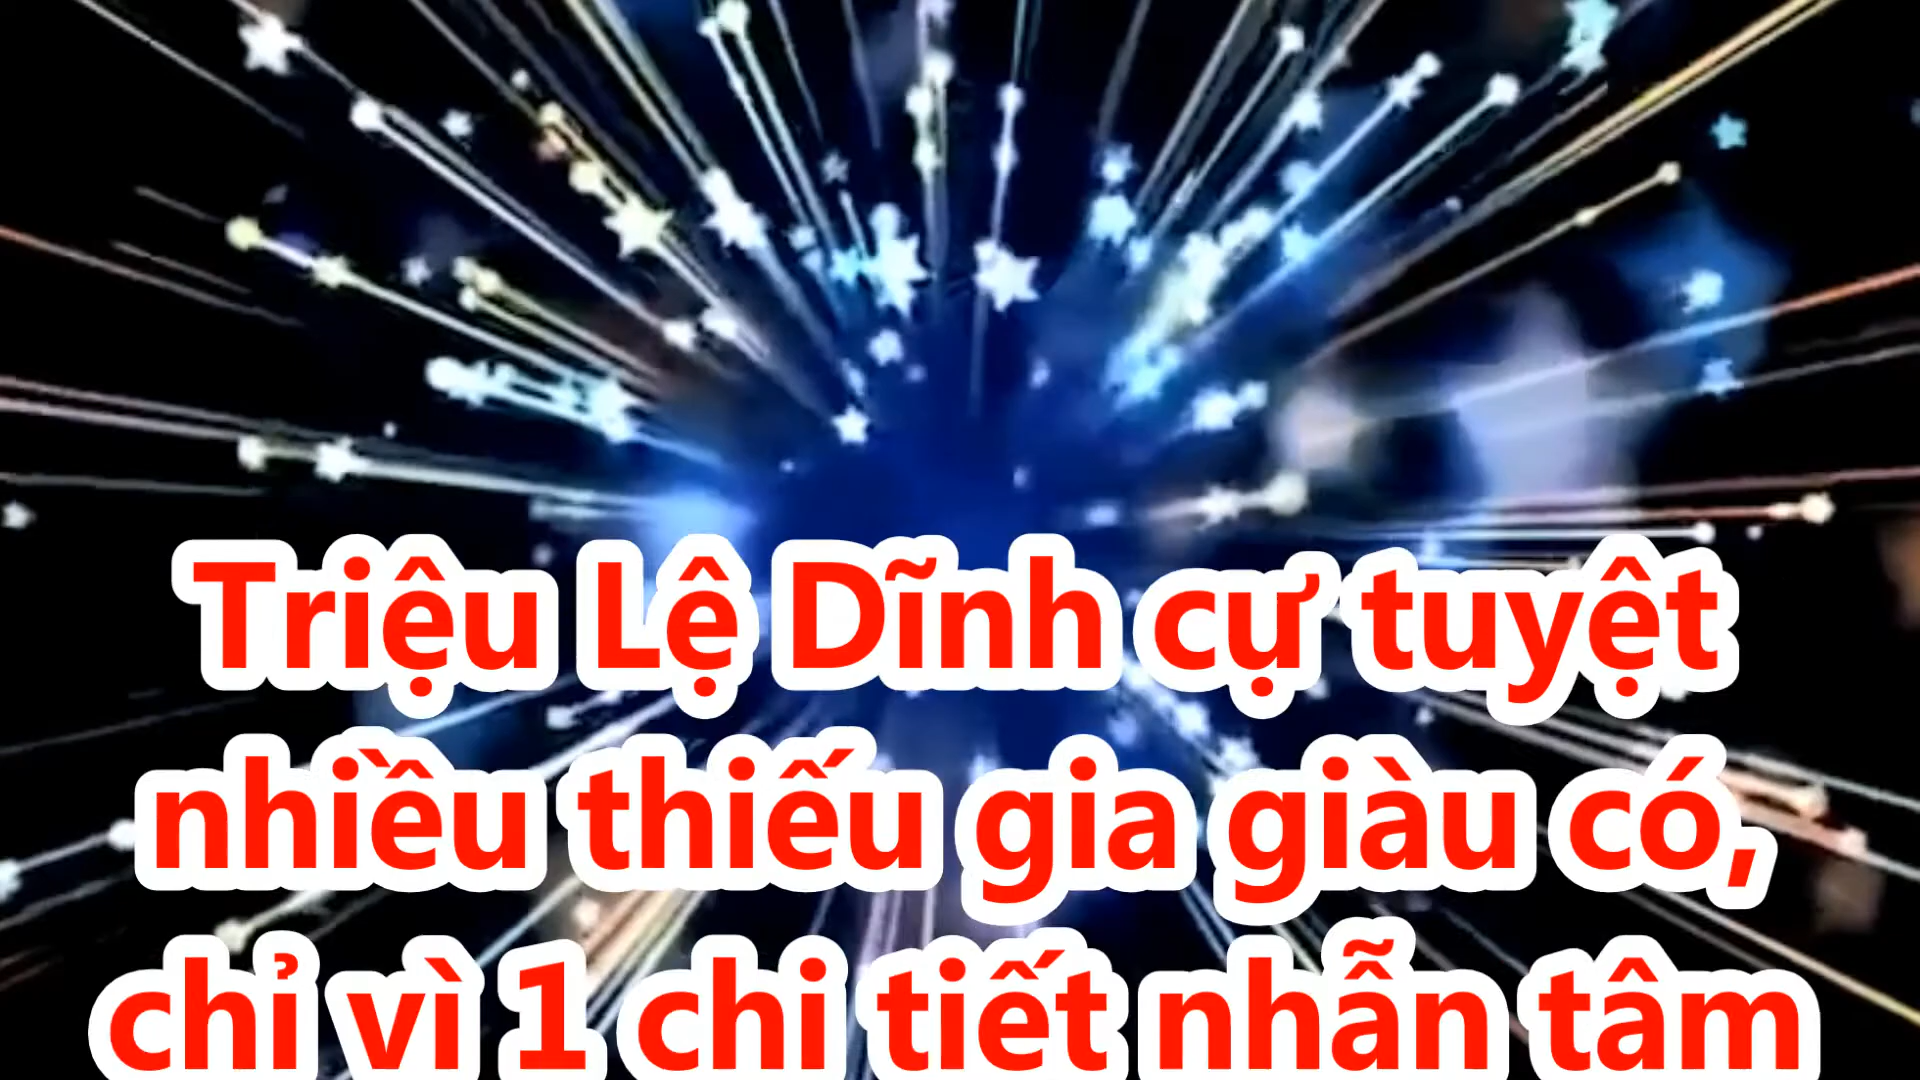 Triệu Lệ Dĩnh cự tuyệt
nhiều thiếu gia giàu có,
chỉ vì 1 chi tiết nhẫn tâm